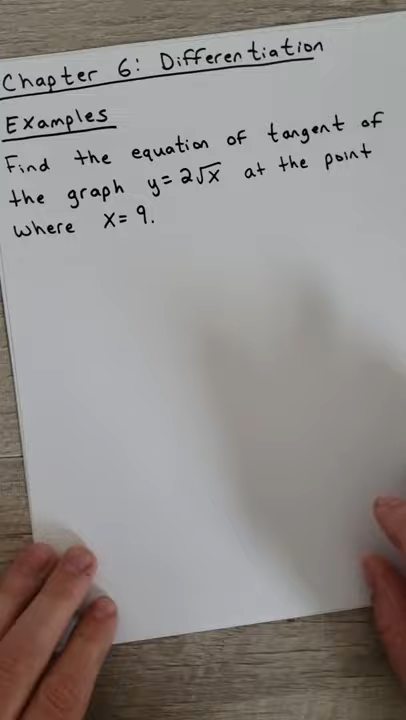 Chapter 6: Differentiation
Examples
Find the equation of tangent of
the graph y = 2√x at the point
where x = 9.